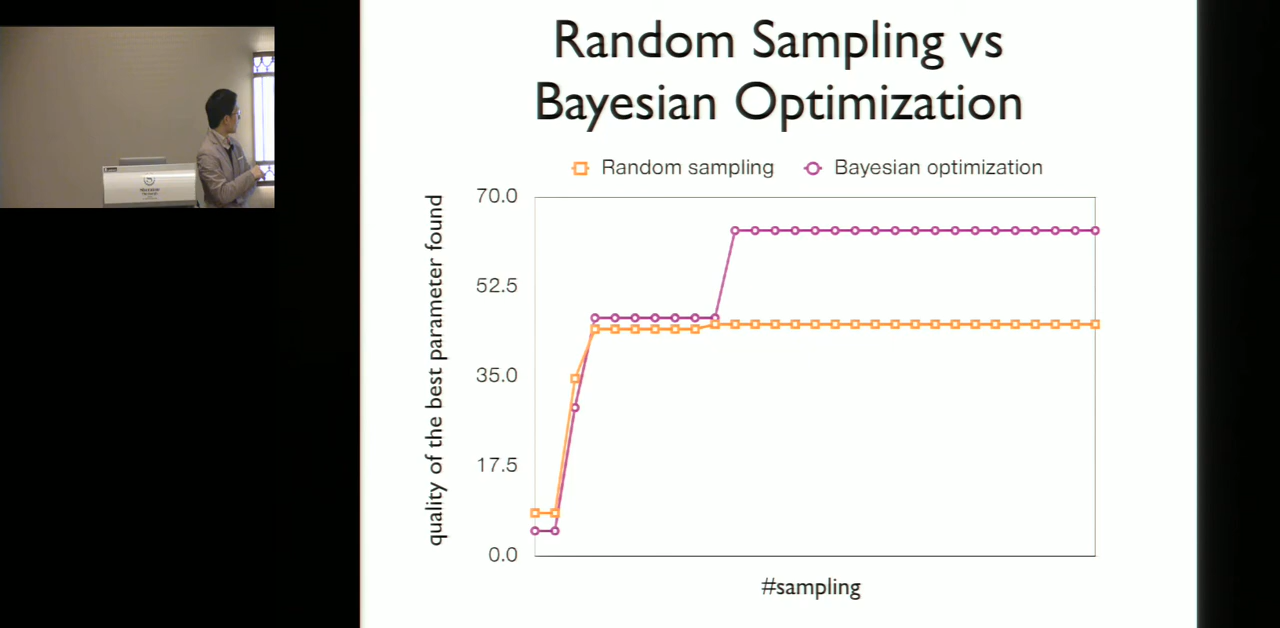 Random Sampling vs
Bayesian Optimization
Random sampling
Bayesian optimization
quality of the best parameter found
70.0
52.5
35.0
17.5
0.0
#sampling